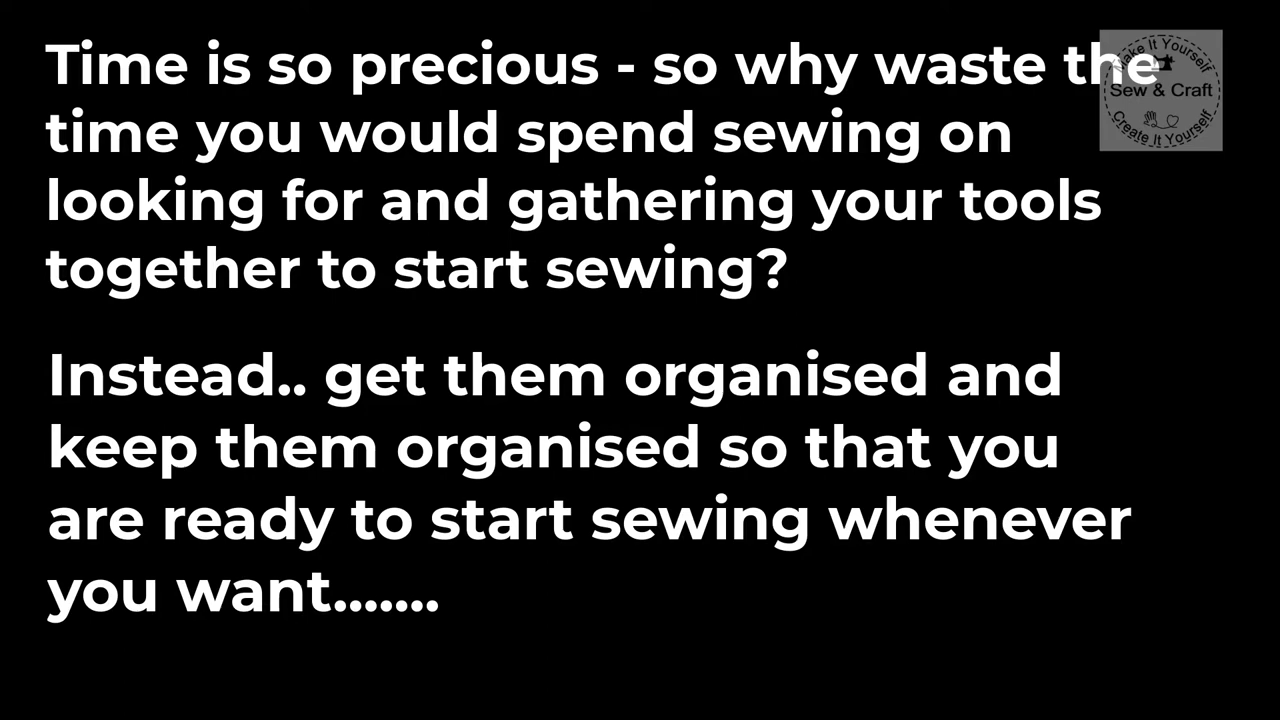 Time is so precious - so why waste the
time you would spend sewing on
looking for and gathering your tools
together to start sewing?
Instead.. get them organised and
keep them organised so that you
are ready to start sewing whenever
you want.......
Make It Yourself
Sew & Craft
Create It Yourself